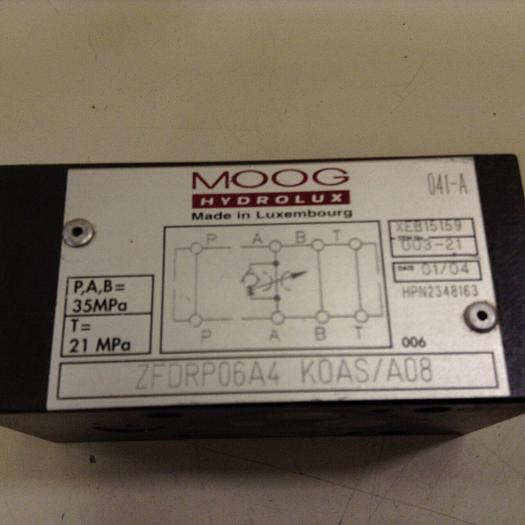 MOOG
HYDROLUX
Made in Luxembourg
041-A
XEB15159
003-21
DATE 01/04
HPN2348163
P A B T
P A B T
P,A,B=
35MPa
T=
21 MPa
006
ZFDRP06A4 K0AS/A08